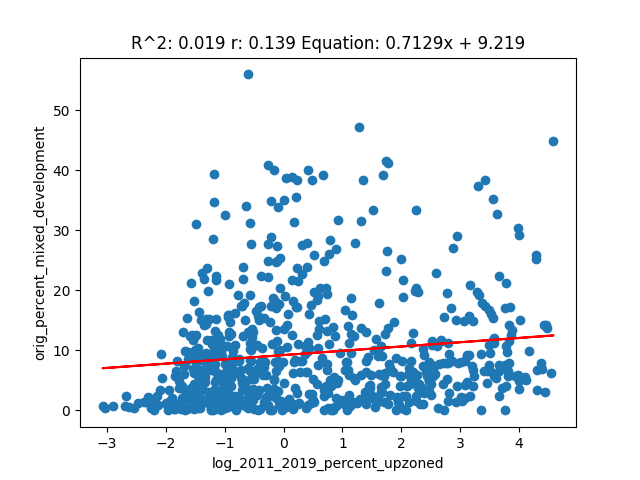 R^2: 0.019 r: 0.139 Equation: 0.7129x + 9.219
50
40
30
20
10
0
orig_percent_mixed_development
−3 −2 −1 0 1 2 3 4
log_2011_2019_percent_upzoned